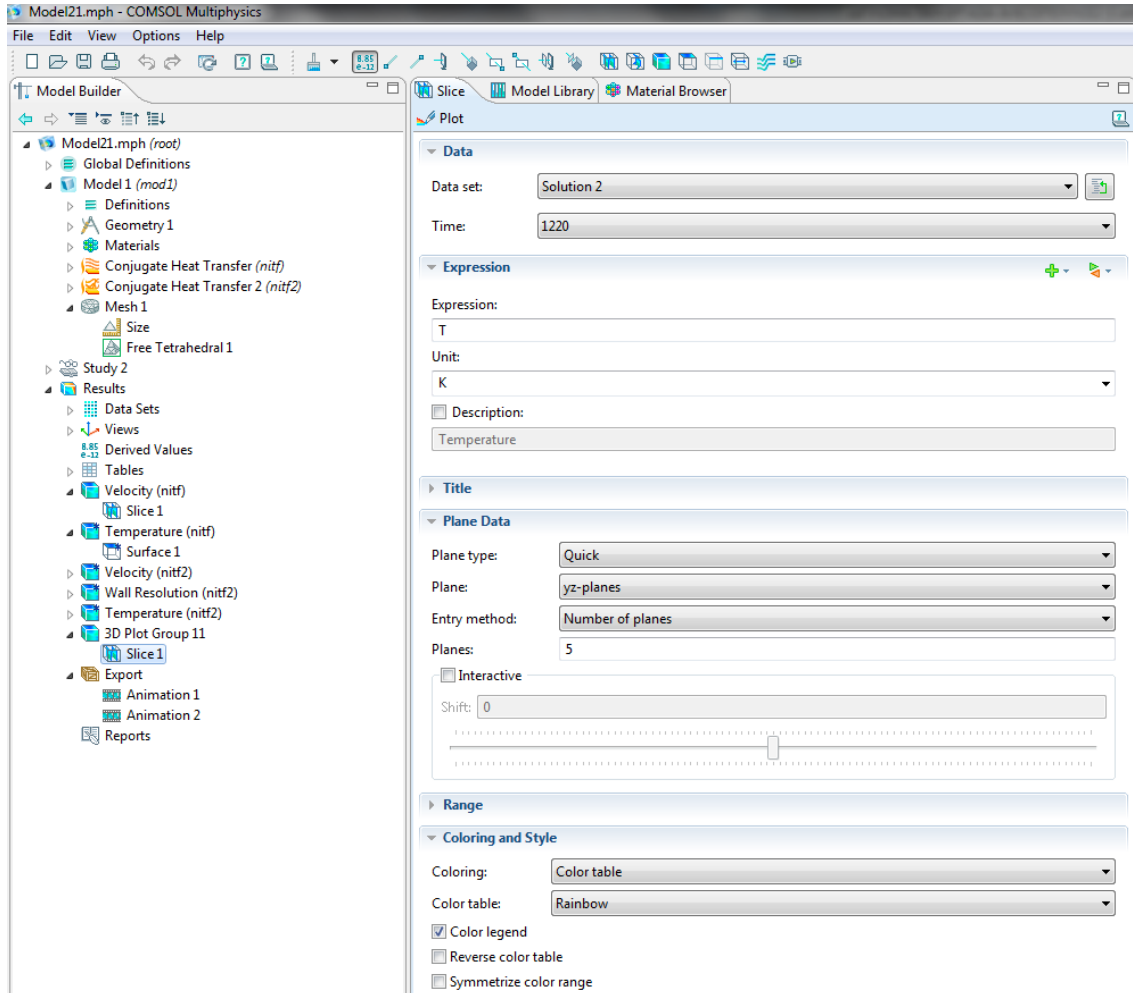 Model21.mph - COMSOL Multiphysics
File Edit View Options Help
8.85
e-12
Model Builder
Slice Model Library Material Browser
Plot
Model21.mph (root)
Global Definitions
Model 1 (mod1)
Definitions
Geometry 1
Materials
Conjugate Heat Transfer (nitf)
Conjugate Heat Transfer 2 (nitf2)
Mesh 1
Size
Free Tetrahedral 1
Study 2
Results
Data Sets
Views
8.85
e-12
Derived Values
Tables
Velocity (nitf)
Slice 1
Temperature (nitf)
Surface 1
Velocity (nitf2)
Wall Resolution (nitf2)
Temperature (nitf2)
3D Plot Group 11
Slice 1
Export
Animation 1
Animation 2
Reports
Data
Data set: Solution 2
Time: 1220
Expression
Expression:
T
Unit:
K
Description:
Temperature
Title
Plane Data
Plane type: Quick
Plane: yz-planes
Entry method: Number of planes
Planes: 5
Interactive
Shift: 0
Range
Coloring and Style
Coloring: Color table
Color table: Rainbow
Color legend
Reverse color table
Symmetrize color range